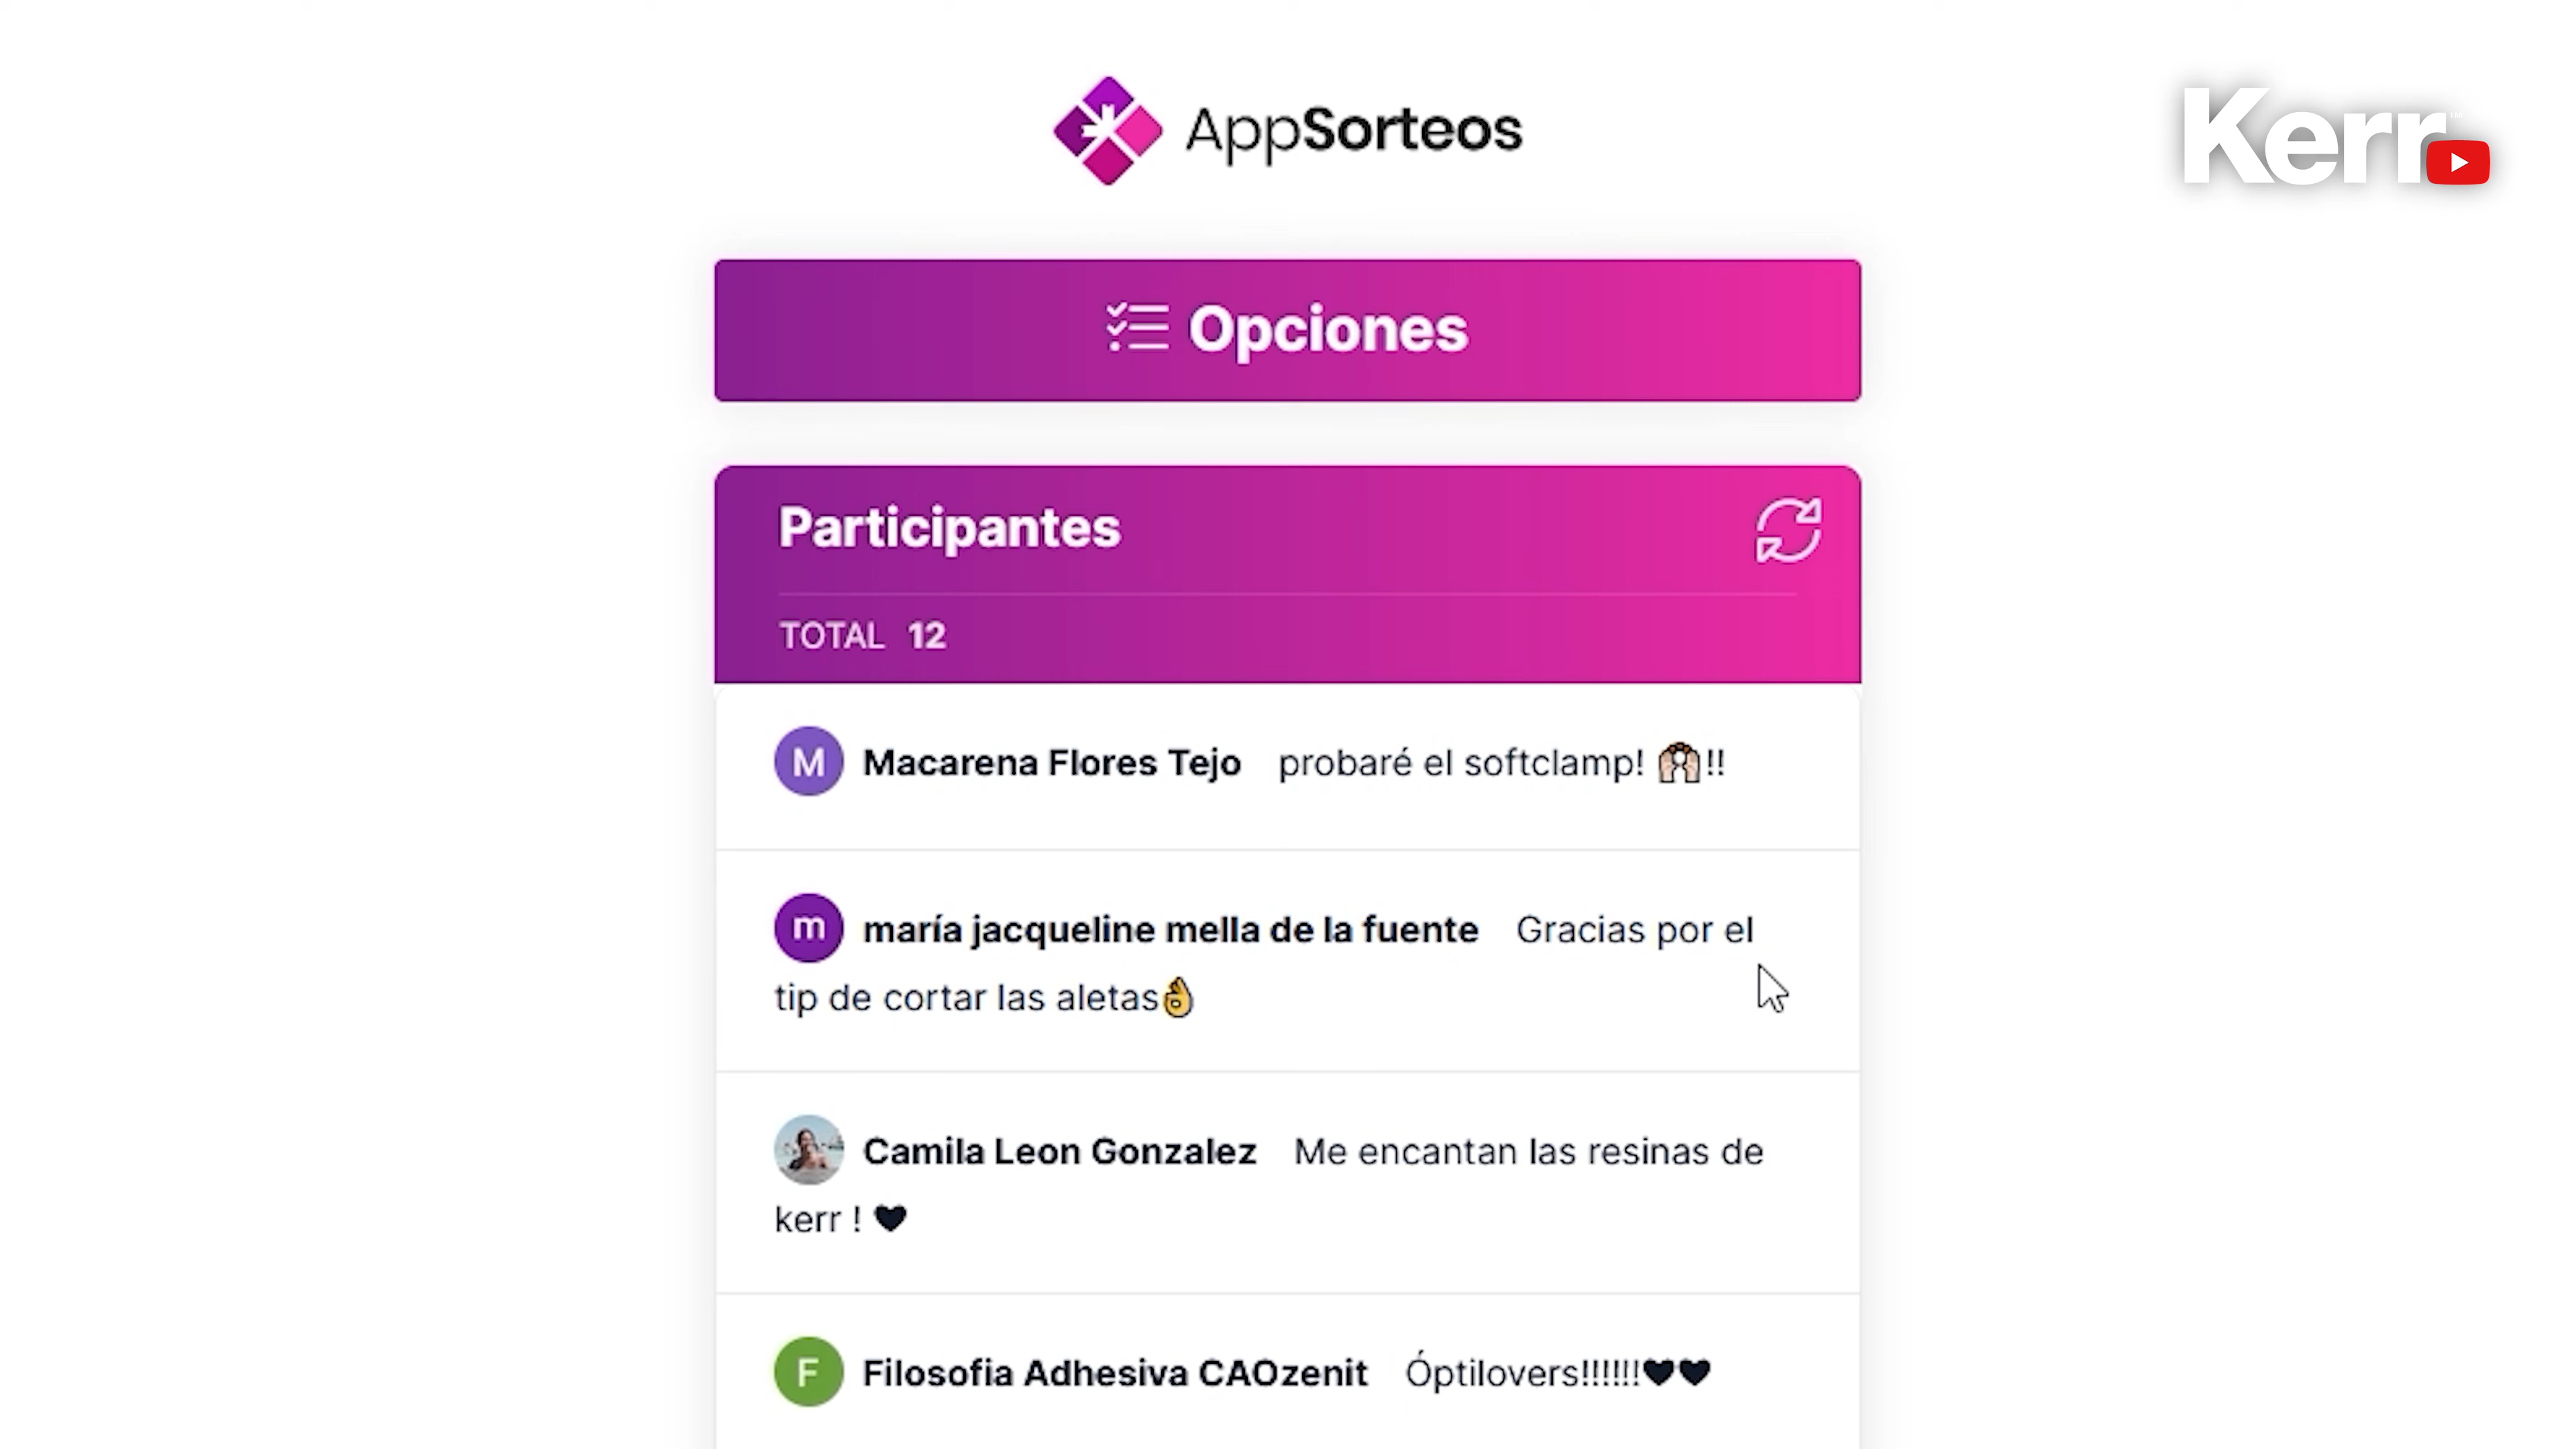 AppSorteos
Kerr™
Opciones
Participantes
TOTAL 12
M Macarena Flores Tejo probaré el softclamp! 🙌🏻!!
m maría jacqueline mella de la fuente Gracias por el
tip de cortar las aletas👌
Camila Leon Gonzalez Me encantan las resinas de
kerr ! ♥
F Filosofia Adhesiva CAOzenit Óptilovers!!!!!!♥♥